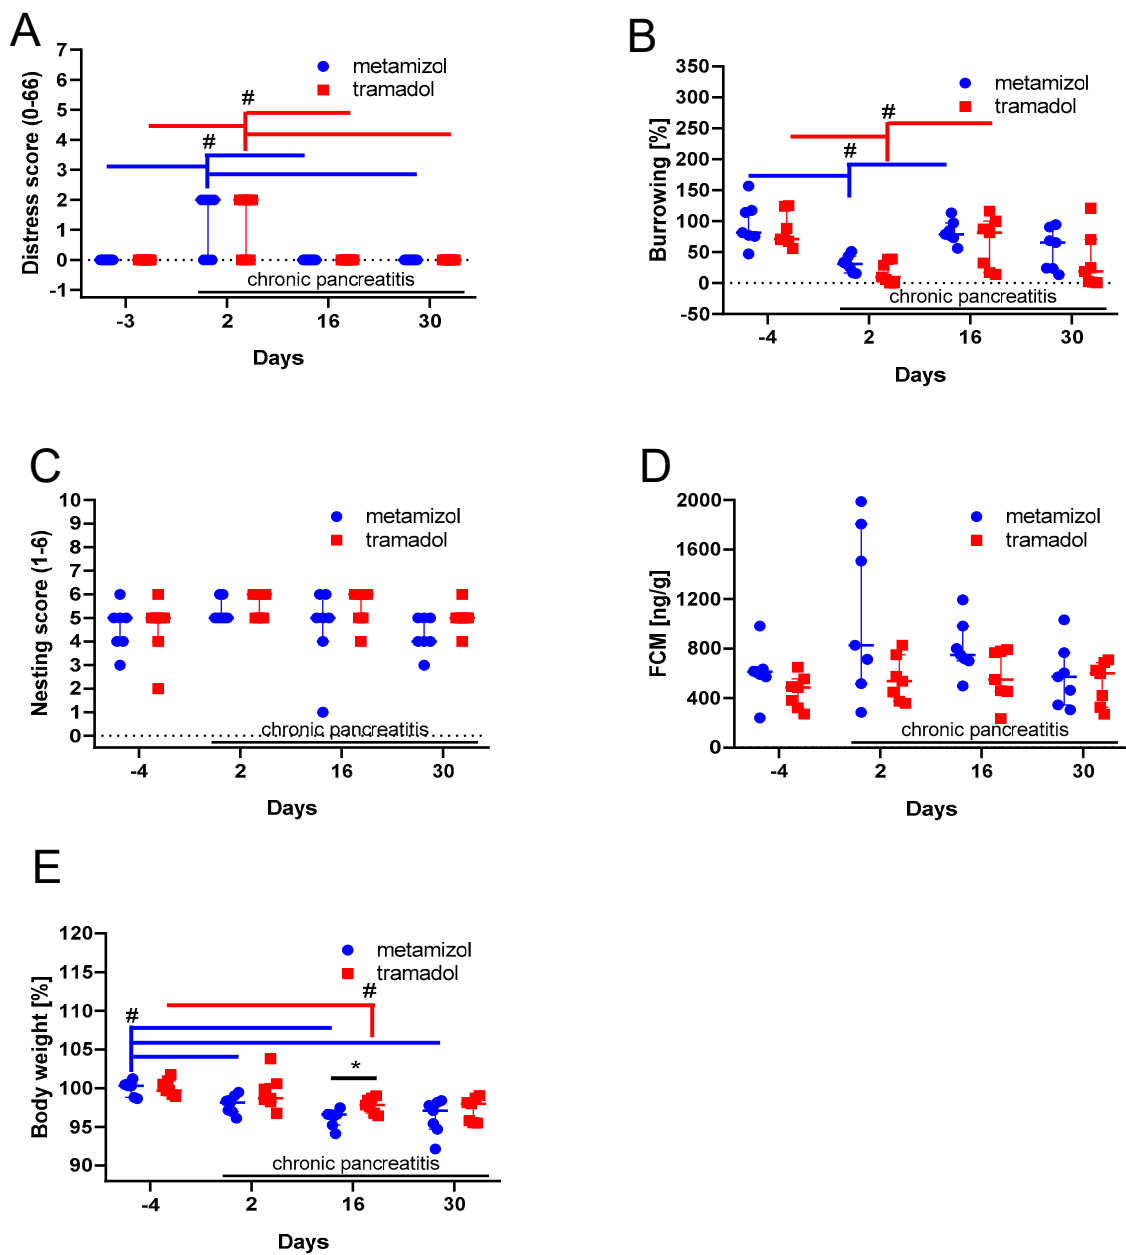 A
Distress score (0-66)
7
6
5
4
3
2
1
0
-1
metamizol
tramadol
#
#
chronic pancreatitis
-3 2 16 30
Days
B
Burrowing [%]
350
300
250
200
150
100
50
0
-50
metamizol
tramadol
#
#
chronic pancreatitis
-4 2 16 30
Days
C
Nesting score (1-6)
10
9
8
7
6
5
4
3
2
1
0
metamizol
tramadol
chronic pancreatitis
-4 2 16 30
Days
D
FCM [ng/g]
2000
1600
1200
800
400
0
metamizol
tramadol
chronic pancreatitis
-4 2 16 30
Days
E
Body weight [%]
120
115
110
105
100
95
90
metamizol
tramadol
#
#
*
chronic pancreatitis
-4 2 16 30
Days